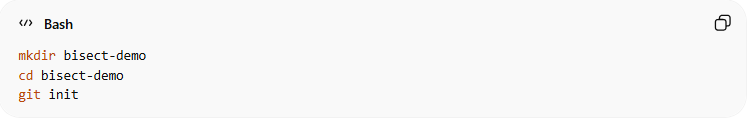 Bash
mkdir bisect-demo
cd bisect-demo
git init